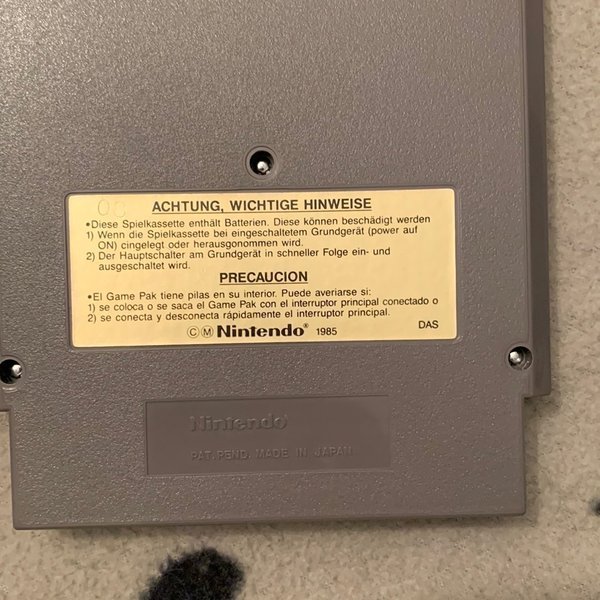 00
ACHTUNG, WICHTIGE HINWEISE
•Diese Spielkassette enthält Batterien. Diese können beschädigt werden
1) Wenn die Spielkassette bei eingeschaltetem Grundgerät (power auf
ON) eingelegt oder herausgonommen wird.
2) Der Hauptschalter am Grundgerät in schneller Folge ein- und
ausgeschaltet wird.
PRECAUCION
•El Game Pak tiene pilas en su interior. Puede averiarse si:
1) se coloca o se saca el Game Pak con el interruptor principal conectado o
2) se conecta y desconecta rápidamente el interruptor principal.
©Ⓜ Nintendo® 1985 DAS
Nintendo
PAT. PEND. MADE IN JAPAN